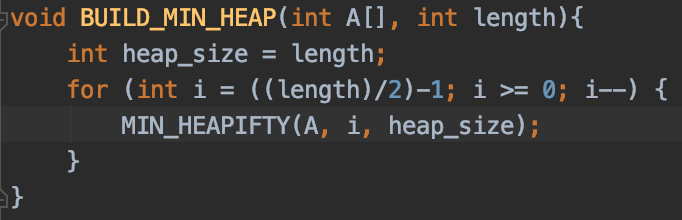 void BUILD_MIN_HEAP(int A[], int length){
    int heap_size = length;
    for (int i = ((length)/2)-1; i >= 0; i--) {
        MIN_HEAPIFTY(A, i, heap_size);
    }
}